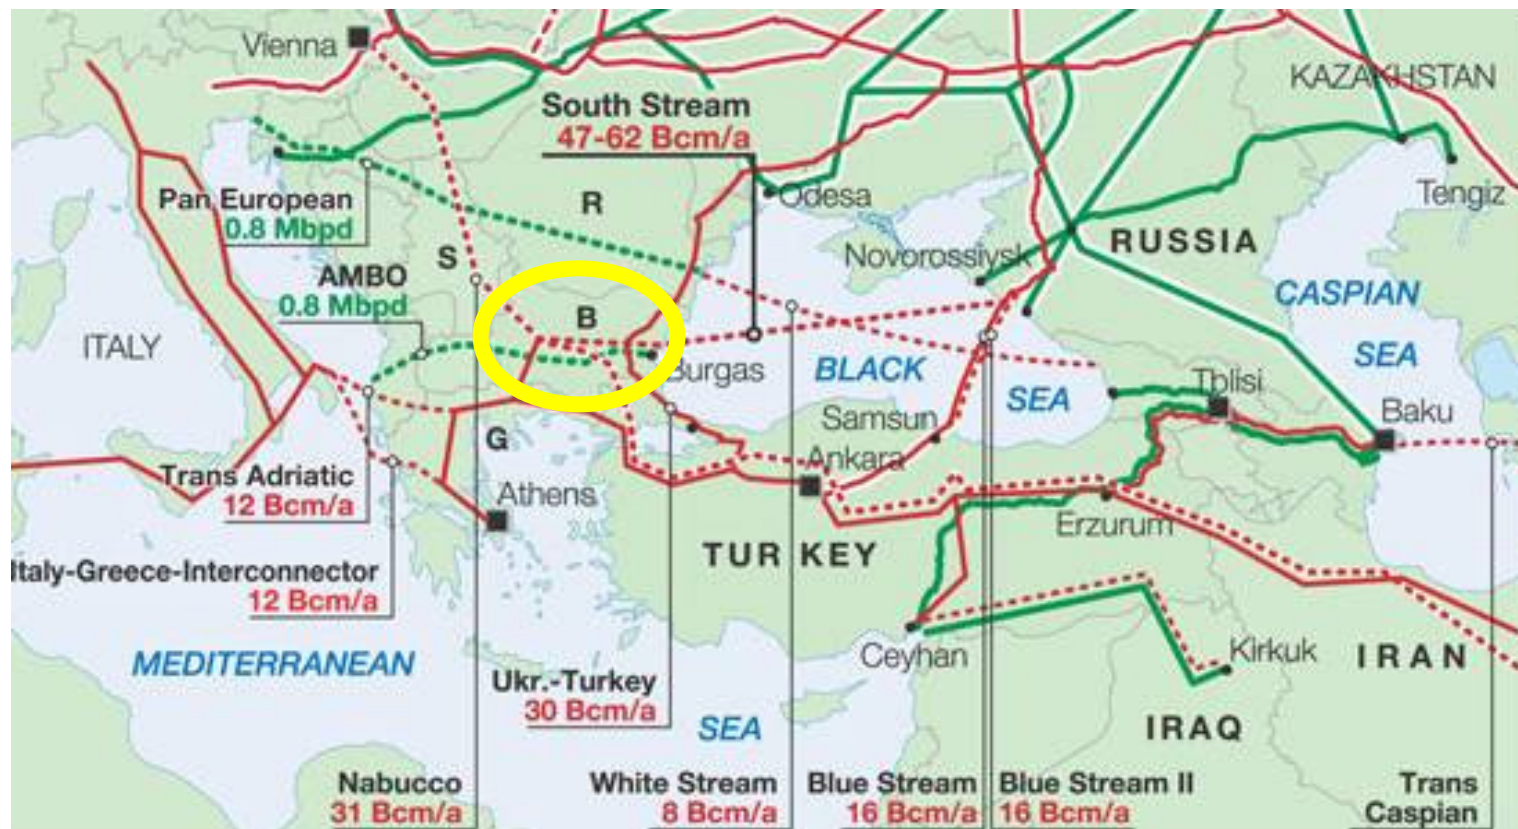 Vienna
South Stream
47-62 Bcm/a
KAZAKHSTAN
Pan European
0.8 Mbpd
R
Odesa
Tengiz
AMBO
0.8 Mbpd
S
Novorossiysk
RUSSIA
CASPIAN
SEA
ITALY
B
Burgas
BLACK
SEA
Tblisi
Samsun
Baku
G
Ankara
Trans Adriatic
12 Bcm/a
Athens
Erzurum
TURKEY
Italy-Greece-Interconnector
12 Bcm/a
MEDITERRANEAN
SEA
Ceyhan
Kirkuk
IRAN
Ukr.-Turkey
30 Bcm/a
IRAQ
Nabucco
31 Bcm/a
White Stream
8 Bcm/a
Blue Stream
16 Bcm/a
Blue Stream II
16 Bcm/a
Trans
Caspian